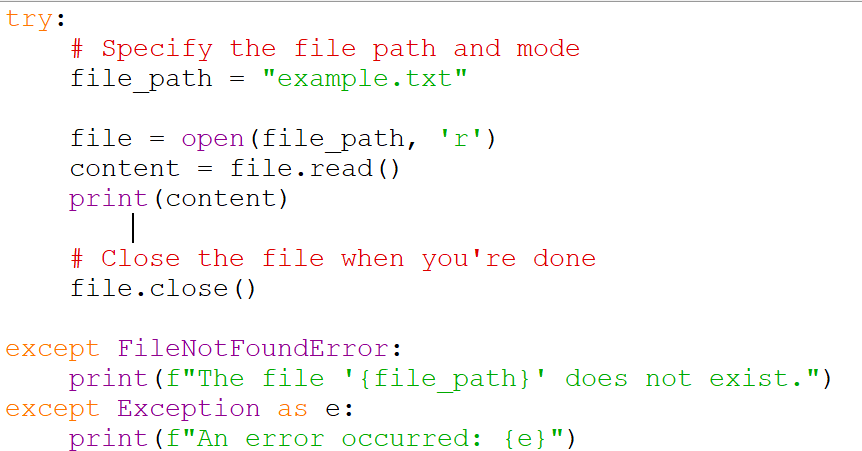 try:
    # Specify the file path and mode
    file_path = "example.txt"

    file = open(file_path, 'r')
    content = file.read()
    print(content)

    # Close the file when you're done
    file.close()

except FileNotFoundError:
    print(f"The file '{file_path}' does not exist.")
except Exception as e:
    print(f"An error occurred: {e}")